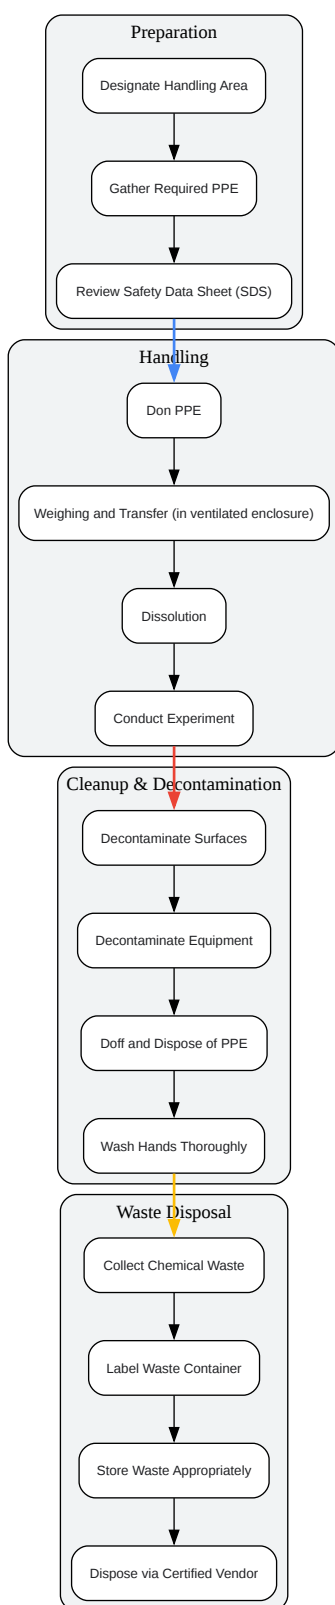 Preparation
Designate Handling Area
Gather Required PPE
Review Safety Data Sheet (SDS)
Handling
Don PPE
Weighing and Transfer (in ventilated enclosure)
Dissolution
Conduct Experiment
Cleanup & Decontamination
Decontaminate Surfaces
Decontaminate Equipment
Doff and Dispose of PPE
Wash Hands Thoroughly
Waste Disposal
Collect Chemical Waste
Label Waste Container
Store Waste Appropriately
Dispose via Certified Vendor